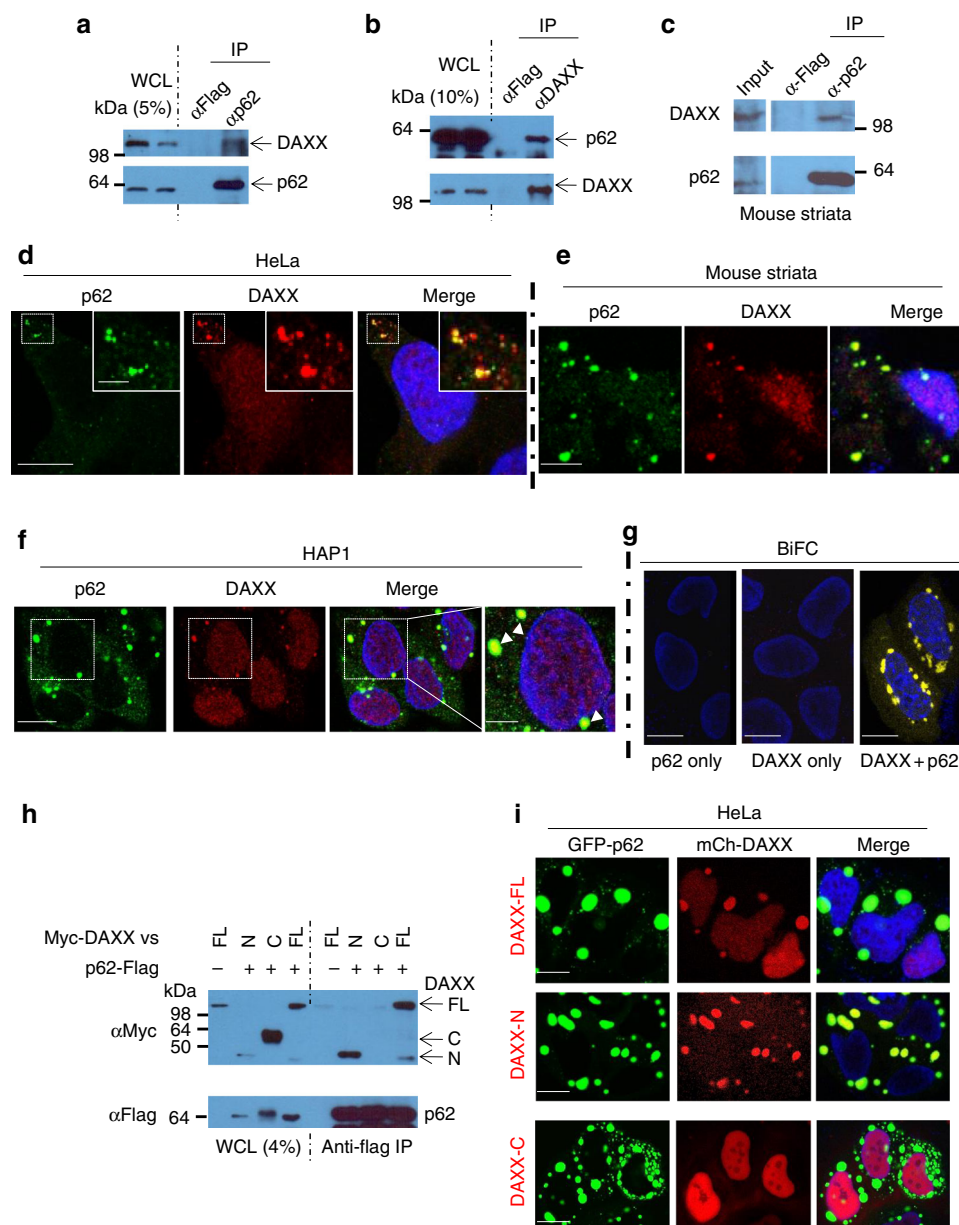 a
IP
WCL
kDa (5%)
αFlag
αp62
DAXX
98
64
p62
b
IP
WCL
kDa (10%)
αFlag
αDAXX
64
p62
DAXX
98
c
IP
Input
α-Flag
α-p62
DAXX
98
p62
64
Mouse striata
d
HeLa
p62
DAXX
Merge
e
Mouse striata
p62
DAXX
Merge
f
HAP1
p62
DAXX
Merge
g
BiFC
p62 only
DAXX only
DAXX+p62
h
Myc-DAXX vs
FL
N
C
FL
FL
N
C
FL
p62-Flag
– + + + – + + +
kDa
DAXX
98
64
50
αMyc
FL
C
N
αFlag
64
p62
WCL (4%)
Anti-flag IP
i
HeLa
GFP-p62
mCh-DAXX
Merge
DAXX-FL
DAXX-N
DAXX-C